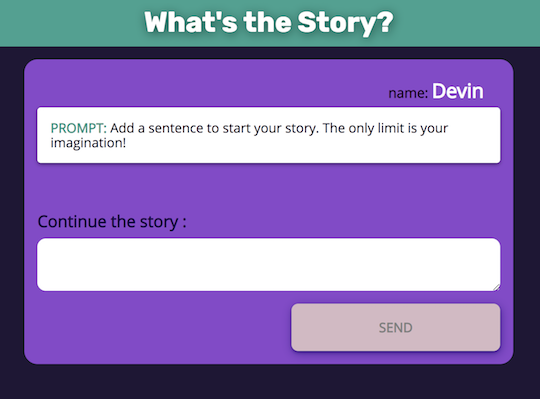 What's the Story?
name: Devin
PROMPT: Add a sentence to start your story. The only limit is your
imagination!
Continue the story :
SEND